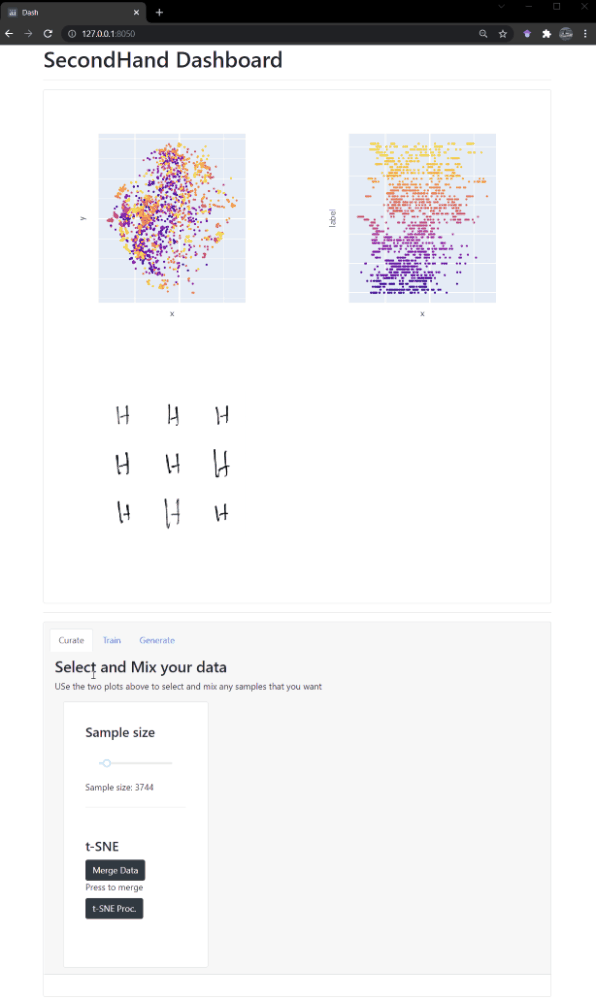 Dash
127.0.0.1:8050
SecondHand Dashboard
y
label
x
x
H H H
H H H
H H H
Curate Train Generate
Select and Mix your data
USe the two plots above to select and mix any samples that you want
Sample size
Sample size: 3744
t-SNE
Merge Data
Press to merge
t-SNE Proc.